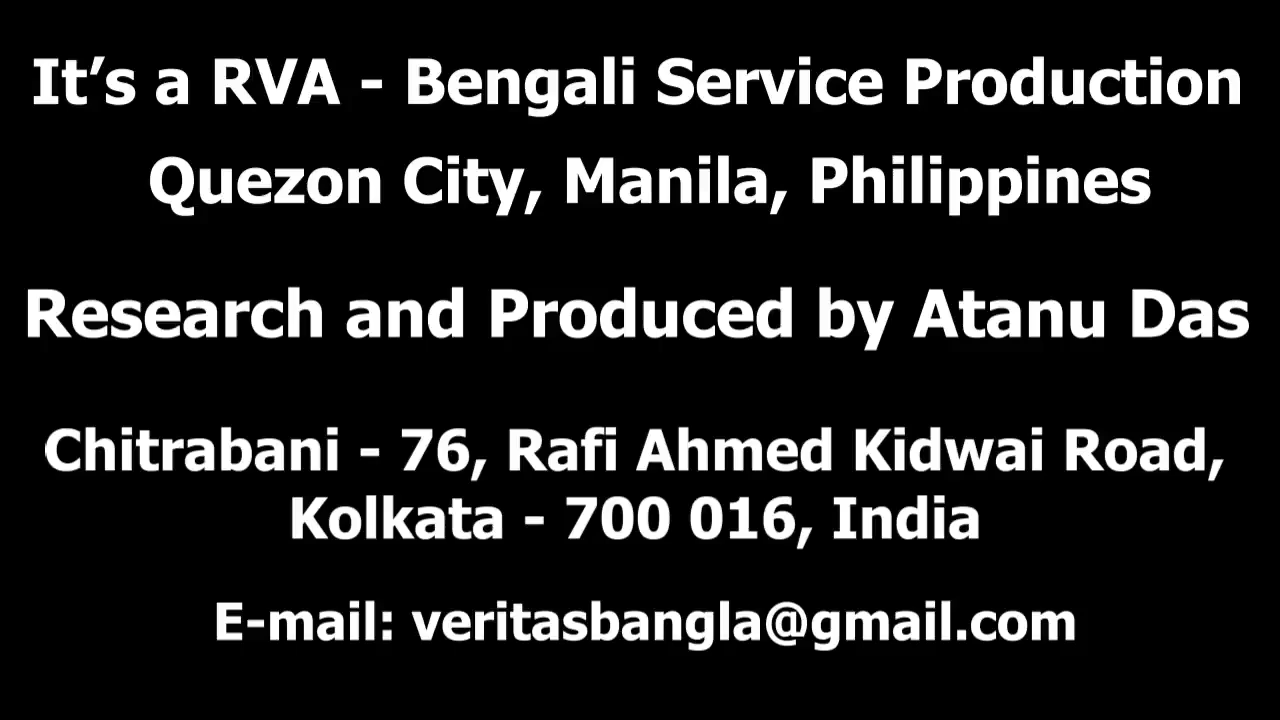 It’s a RVA - Bengali Service Production
Quezon City, Manila, Philippines
Research and Produced by Atanu Das
Chitrabani - 76, Rafi Ahmed Kidwai Road,
Kolkata - 700 016, India
E-mail: veritasbangla@gmail.com